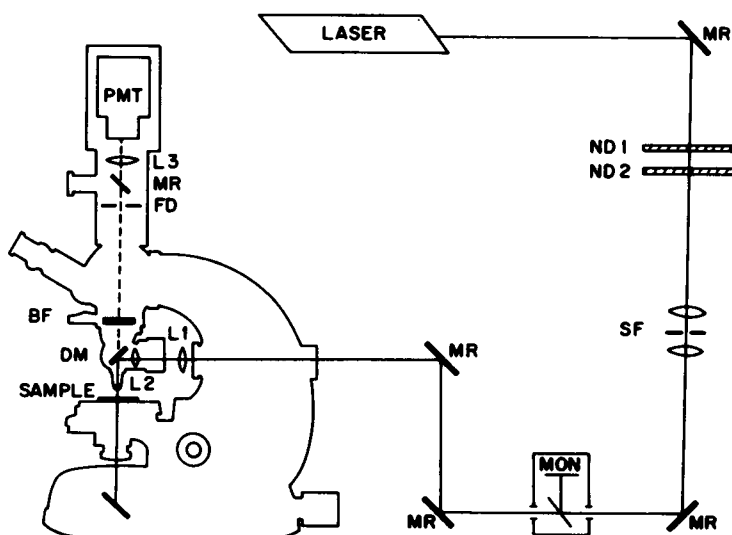 LASER
MR
PMT
ND 1
ND 2
L3
MR
FD
BF
L1
SF
DM
MR
L2
SAMPLE
MON
MR
MR